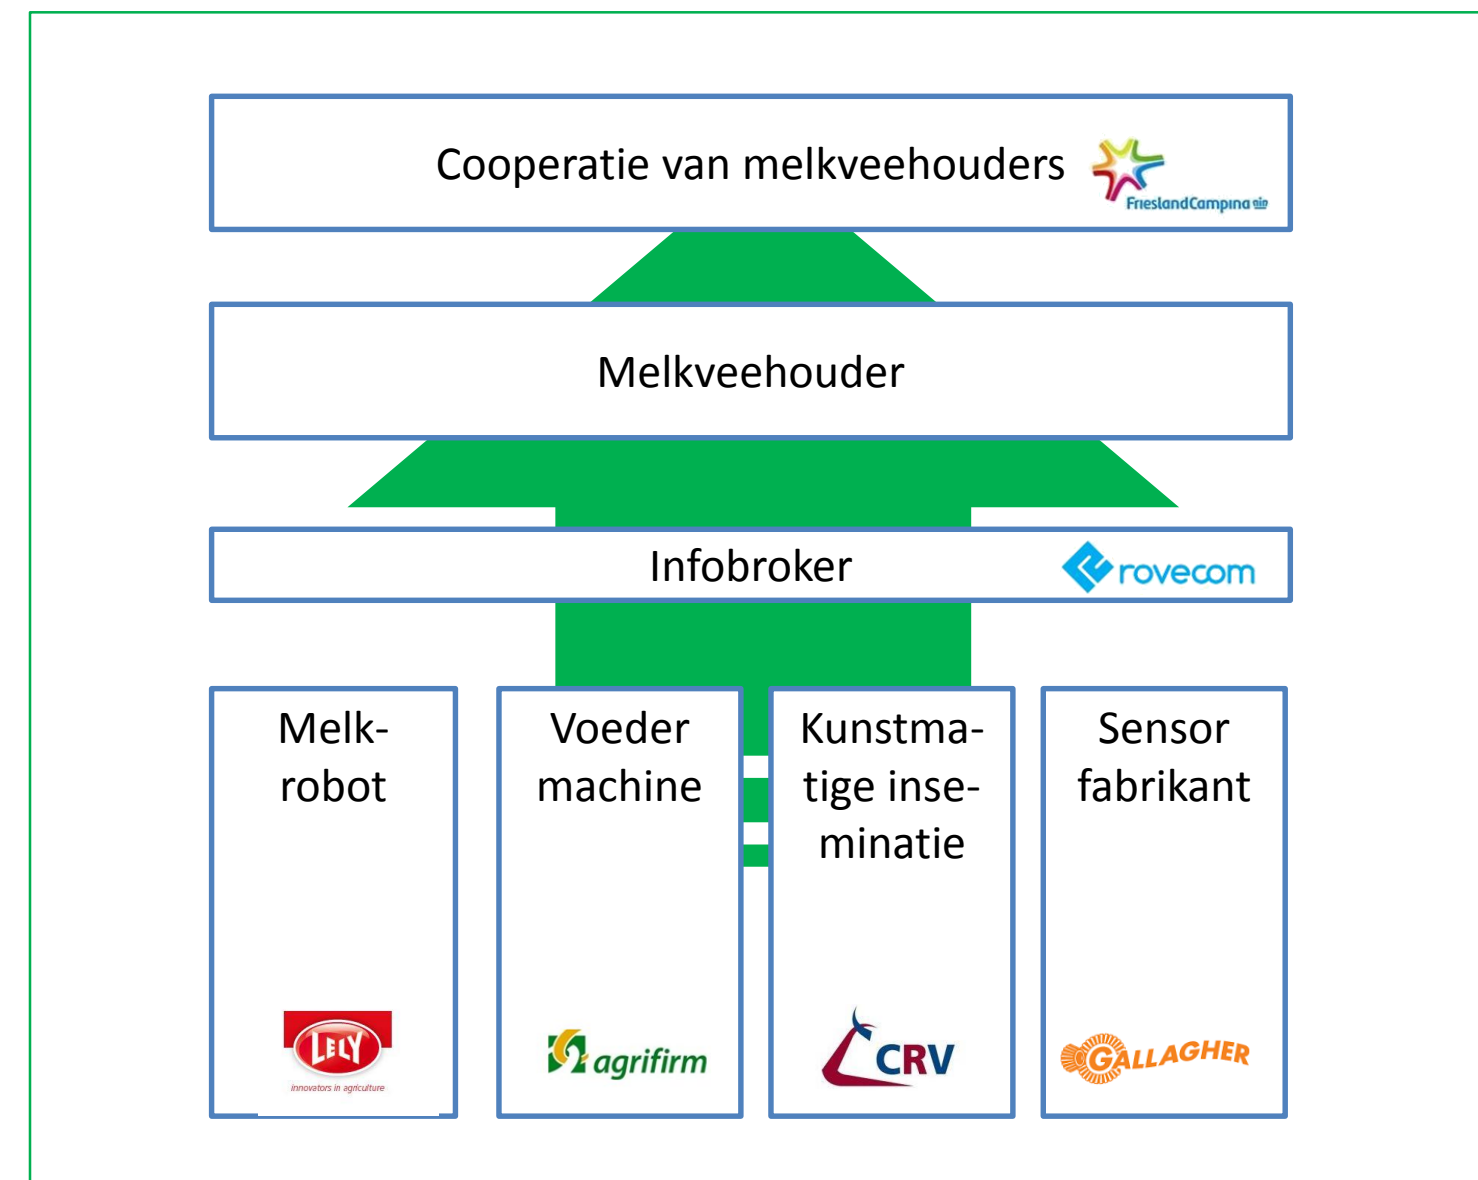 Cooperatie van melkveehouders
FrieslandCampina
Melkveehouder
Infobroker
rovecom
Melk-
robot
LELY
innovators in agriculture
Voeder
machine
agrifirm
Kunstma-
tige inse-
minatie
CRV
Sensor
fabrikant
GALLAGHER